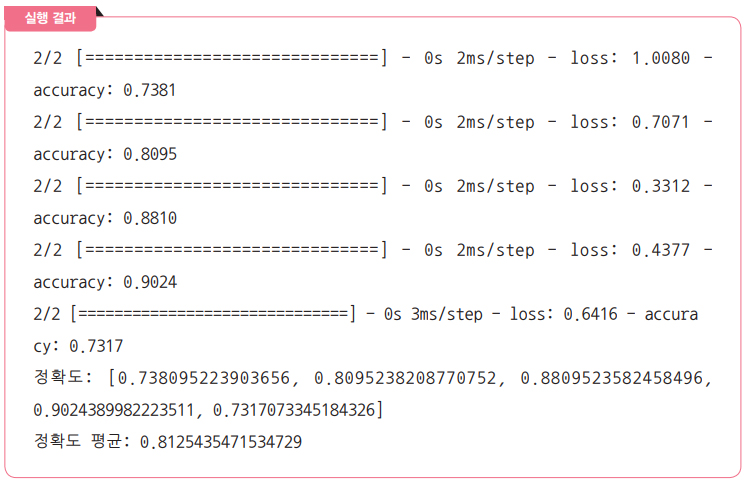 실행 결과
2/2 [==============================] - 0s 2ms/step - loss: 1.0080 -
accuracy: 0.7381
2/2 [==============================] - 0s 2ms/step - loss: 0.7071 -
accuracy: 0.8095
2/2 [==============================] - 0s 2ms/step - loss: 0.3312 -
accuracy: 0.8810
2/2 [==============================] - 0s 2ms/step - loss: 0.4377 -
accuracy: 0.9024
2/2 [==============================] - 0s 3ms/step - loss: 0.6416 - accura
cy: 0.7317
정확도: [0.738095223903656, 0.8095238208770752, 0.8809523582458496,
0.9024389982223511, 0.7317073345184326]
정확도 평균: 0.8125435471534729